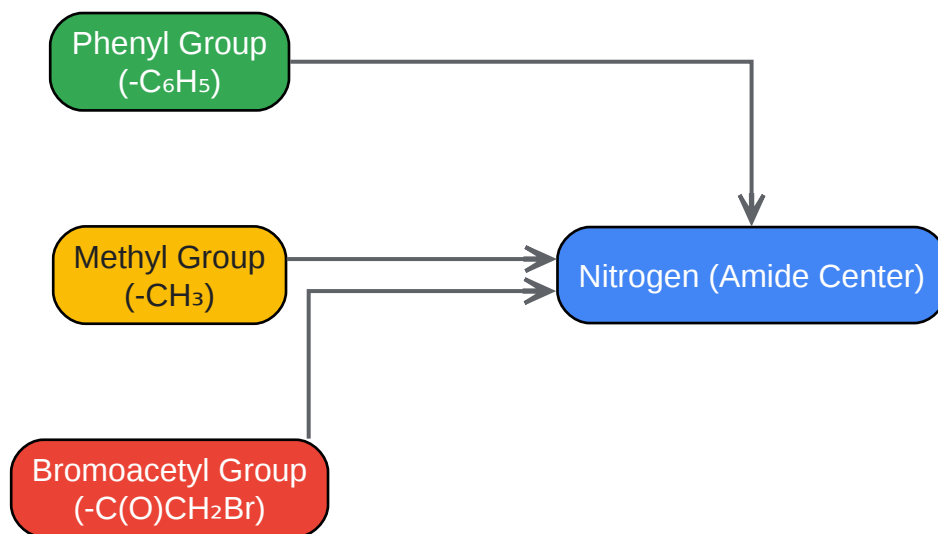 Phenyl Group
(-C₆H₅)
Methyl Group
(-CH₃)
Nitrogen (Amide Center)
Bromoacetyl Group
(-C(O)CH₂Br)